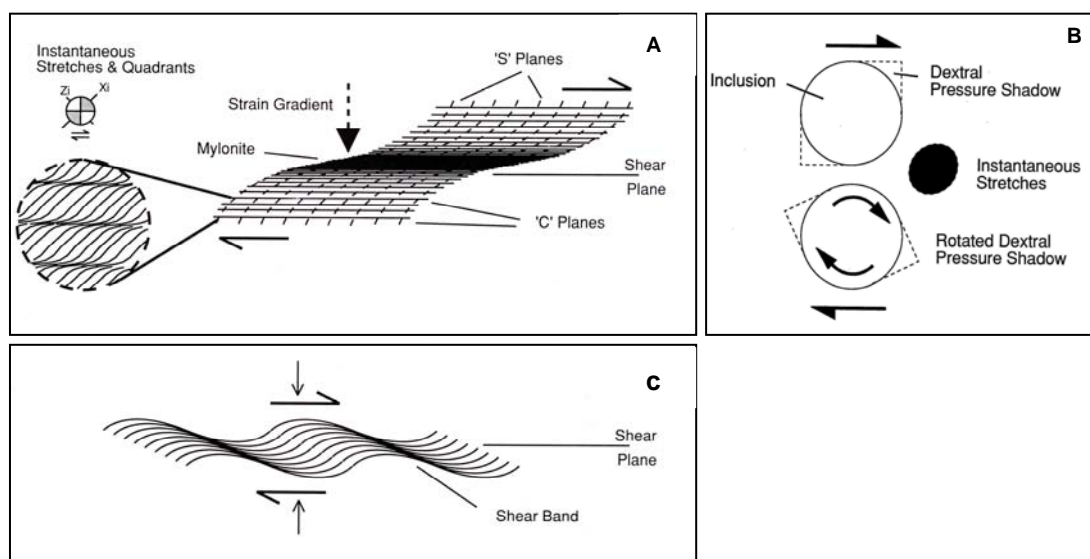 A
Instantaneous
Stretches & Quadrants
Zi
Xi
'S' Planes
Strain Gradient
Mylonite
Shear
Plane
'C' Planes
B
Inclusion
Dextral
Pressure Shadow
Instantaneous
Stretches
Rotated Dextral
Pressure Shadow
C
Shear
Plane
Shear Band